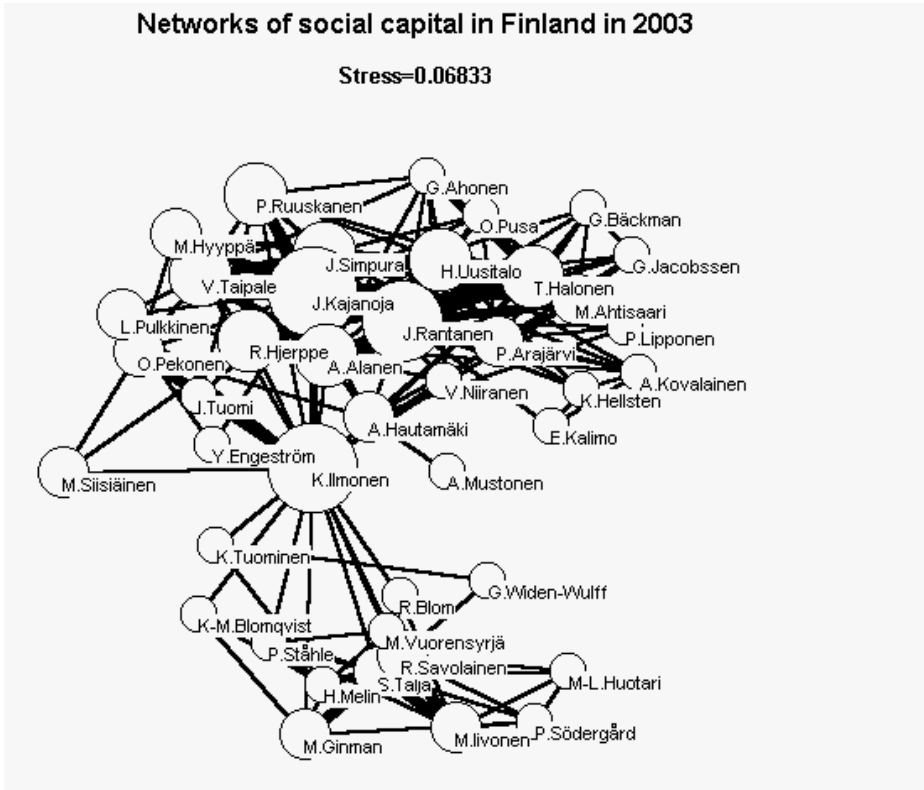 Networks of social capital in Finland in 2003
Stress=0.06833
G.Ahonen
P.Ruuskanen
O.Pusa
G.Bäckman
M.Hyyppä
J.Simpura
H.Uusitalo
G.Jacobssen
V.Taipale
T.Halonen
J.Kajanoja
M.Ahtisaari
L.Pulkkinen
J.Rantanen
P.Lipponen
R.Hjerppe
P.Arajärvi
O.Pekonen
A.Alanen
A.Kovalainen
V.Niiranen
K.Hellsten
J.Tuomi
A.Hautamäki
E.Kalimo
Y.Engeström
M.Siisiäinen
K.Ilmonen
A.Mustonen
K.Tuominen
G.Widen-Wulff
R.Blom
K-M.Blomqvist
M.Vuorensyrjä
P.Ståhle
R.Savolainen
S.Talja
M-L.Huotari
H.Melin
P.Södergård
M.Ginman
M.Iivonen